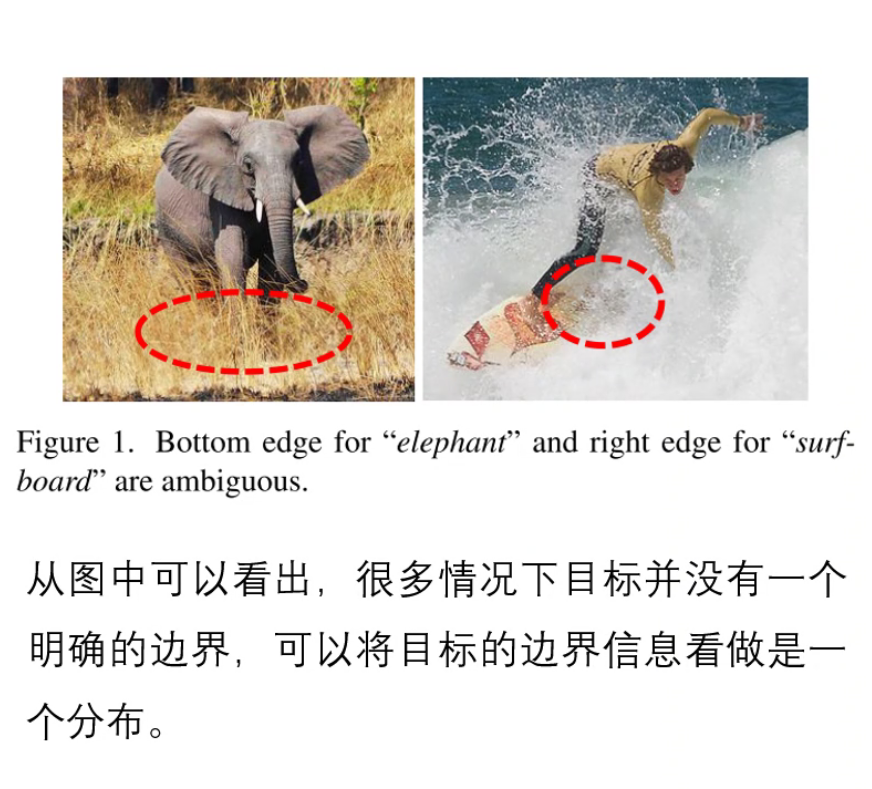 Figure 1. Bottom edge for “elephant” and right edge for “surf-
board” are ambiguous.
从图中可以看出，很多情况下目标并没有一个
明确的边界，可以将目标的边界信息看做是一
个分布。